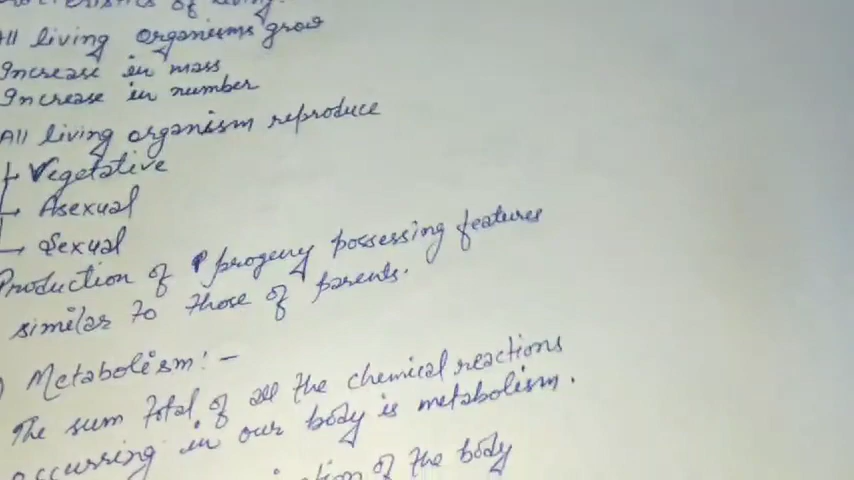 of living.
All living organisms grow
Increase in mass
Increase in number
All living organism reproduce
Vegetative
Asexual
Sexual
Production of progeny possessing features
similar to those of parents.
) Metabolism: -
The sum total of all the chemical reactions
occurring in our body is metabolism.
of the body